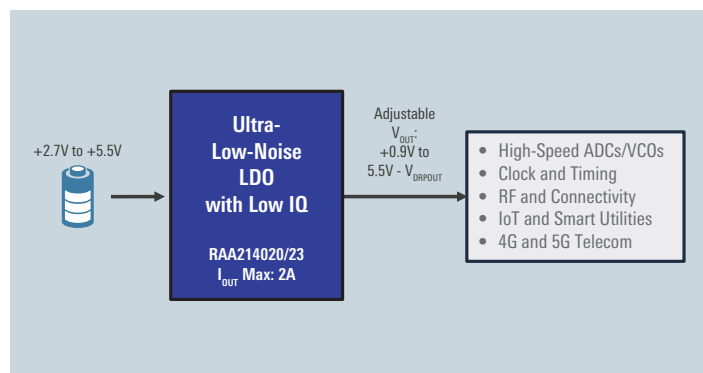 +2.7V to +5.5V
Ultra-
Low-Noise
LDO
with Low IQ
RAA214020/23
IOUT Max: 2A
Adjustable
VOUT:
+0.9V to
5.5V - VDRPOUT
• High-Speed ADCs/VCOs
• Clock and Timing
• RF and Connectivity
• IoT and Smart Utilities
• 4G and 5G Telecom